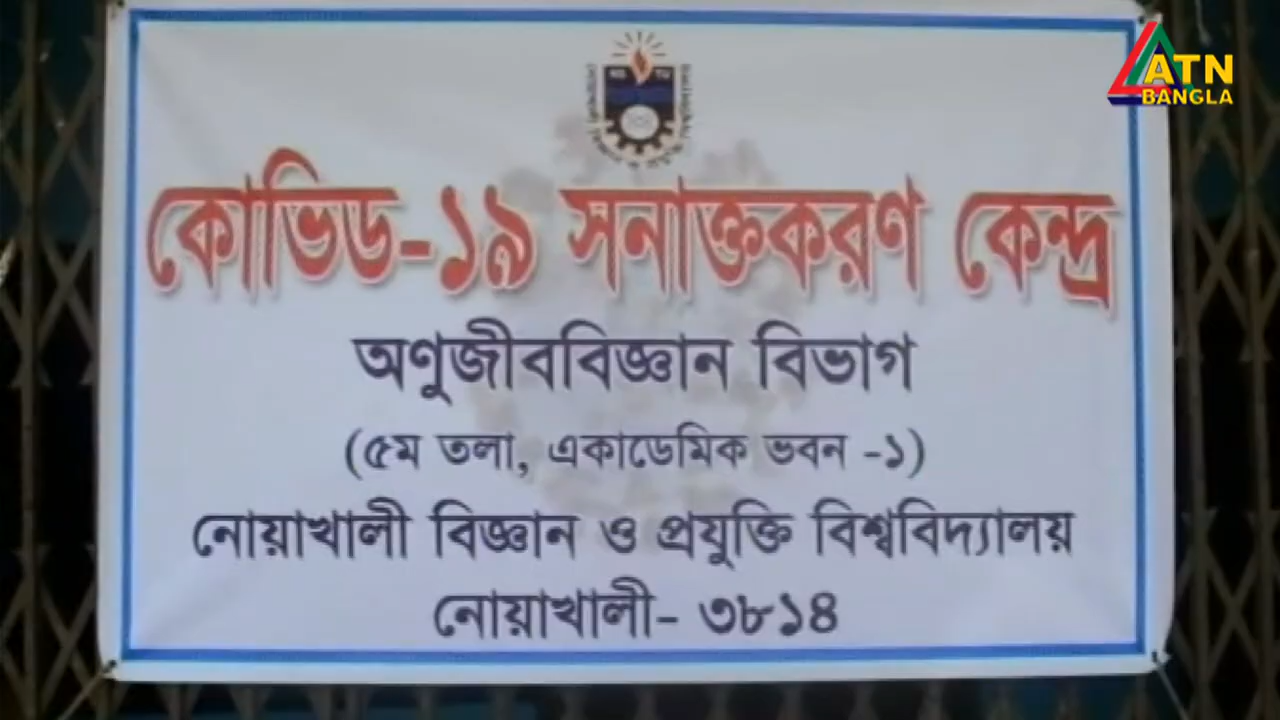 ATN
BANGLA
কোভিড-১৯ সনাক্তকরণ কেন্দ্র
অণুজীববিজ্ঞান বিভাগ
(৫ম তলা, একাডেমিক ভবন -১)
নোয়াখালী বিজ্ঞান ও প্রযুক্তি বিশ্ববিদ্যালয়
নোয়াখালী- ৩৮১৪